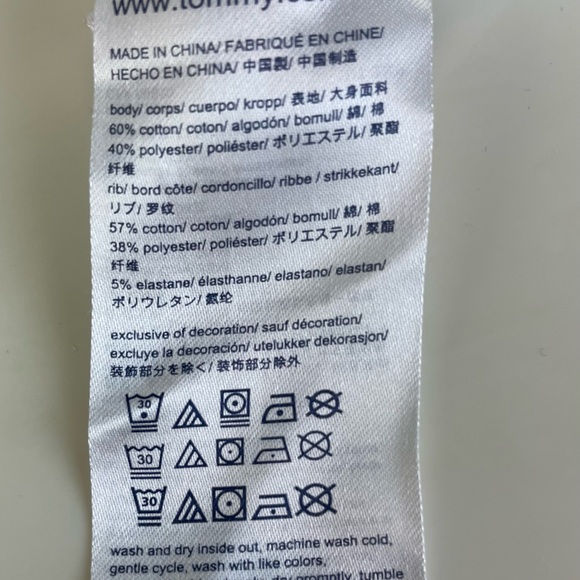 www.tommy.co
MADE IN CHINA/ FABRIQUÉ EN CHINE/
HECHO EN CHINA/ 中国製/ 中国制造
body/ corps/ cuerpo/ kropp/ 表地/ 大身面料
60% cotton/ coton/ algodón/ bomull/ 綿/ 棉
40% polyester/ poliéster/ ポリエステル/ 聚酯
纤维
rib/ bord côte/ cordoncillo/ ribbe / strikkekant/
リブ/ 罗纹
57% cotton/ coton/ algodón/ bomull/ 綿/ 棉
38% polyester/ poliéster/ ポリエステル/ 聚酯
纤维
5% elastane/ élasthanne/ elastano/ elastan/
ポリウレタン/ 氨纶
exclusive of decoration/ sauf décoration/
excluye la decoración/ utelukker dekorasjon/
装飾部分を除く/ 装饰部分除外
30
30
30
wash and dry inside out, machine wash cold,
gentle cycle, wash with like colors,
dry promptly, tumble